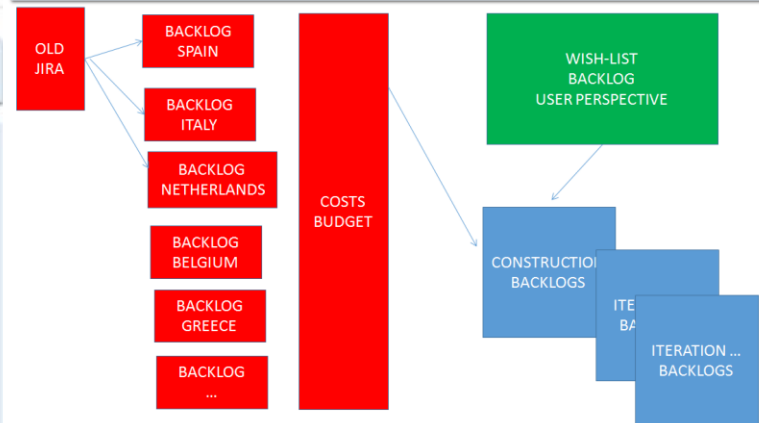 OLD
JIRA
BACKLOG
SPAIN
BACKLOG
ITALY
BACKLOG
NETHERLANDS
BACKLOG
BELGIUM
BACKLOG
GREECE
BACKLOG
...
COSTS
BUDGET
WISH-LIST
BACKLOG
USER PERSPECTIVE
BACKLOGS
ITERATION ...
BACKLOGS